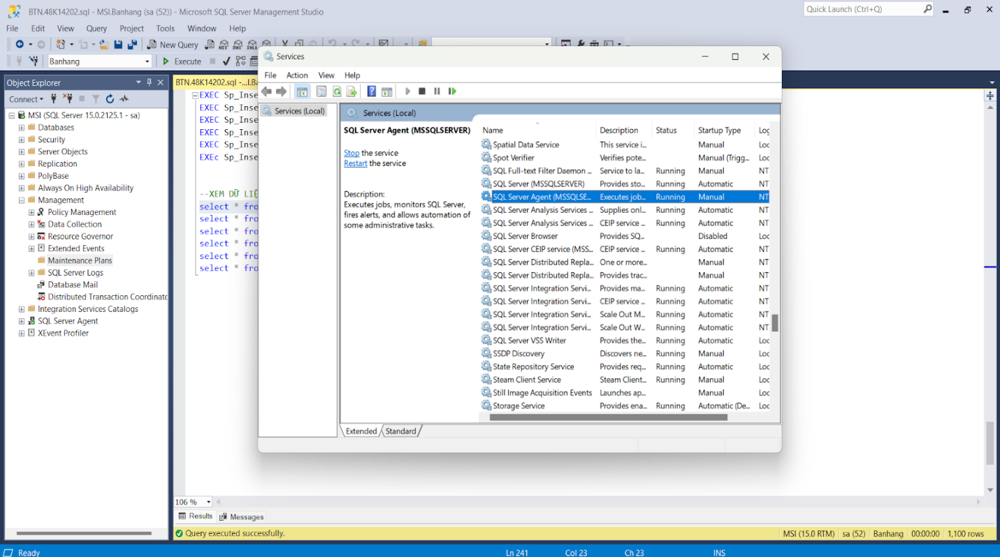 BTN.48K14202.sql - MSI.Banhang (sa (52)) - Microsoft SQL Server Management Studio
Quick Launch (Ctrl+Q)
File Edit View Query Project Tools Window Help
New Query
Banhang Execute
Object Explorer
Connect
MSI (SQL Server 15.0.2125.1 - sa)
Databases
Security
Server Objects
Replication
PolyBase
Always On High Availability
Management
Policy Management
Data Collection
Resource Governor
Extended Events
Maintenance Plans
SQL Server Logs
Database Mail
Distributed Transaction Coordinato
Integration Services Catalogs
SQL Server Agent
XEvent Profiler
BTN.48K14202.sql -...I.Ba
EXEC Sp_Inse
EXEC Sp_Inse
EXEC Sp_Inse
EXEC Sp_Inse
EXEC Sp_Inse
EXEc Sp_Inse
--XEM DỮ LIỆ
select * fro
select * fro
select * fro
select * fro
select * fro
select * fro
Services
File Action View Help
Services (Local)
Services (Local)
SQL Server Agent (MSSQLSERVER)
Stop the service
Restart the service
Description:
Executes jobs, monitors SQL Server,
fires alerts, and allows automation of
some administrative tasks.
Name Description Status Startup Type Log
Spatial Data Service This service i... Manual Loc
Spot Verifier Verifies pote... Manual (Trigg... Loc
SQL Full-text Filter Daemon ... Service to la... Running Manual NT
SQL Server (MSSQLSERVER) Provides sto... Running Automatic NT
SQL Server Agent (MSSQLSE... Executes job... Running Manual NT
SQL Server Analysis Services ... Supplies onl... Running Automatic NT
SQL Server Analysis Services ... CEIP service ... Running Automatic NT
SQL Server Browser Provides SQ... Disabled Loc
SQL Server CEIP service (MSS... CEIP service ... Running Automatic NT
SQL Server Distributed Repla... One or more... Manual NT
SQL Server Distributed Repla... Provides trac... Manual NT
SQL Server Integration Servi... Provides ma... Running Automatic NT
SQL Server Integration Servi... CEIP service ... Running Automatic NT
SQL Server Integration Servi... Scale Out M... Running Automatic NT
SQL Server Integration Servi... Scale Out W... Running Automatic NT
SQL Server VSS Writer Provides the... Running Automatic Loc
SSDP Discovery Discovers ne... Running Manual Loc
State Repository Service Provides req... Running Automatic Loc
Steam Client Service Steam Client... Running Manual Loc
Still Image Acquisition Events Launches ap... Manual Loc
Storage Service Provides ena... Running Automatic (De... Loc
Extended Standard
106 %
Results Messages
Query executed successfully. MSI (15.0 RTM) sa (52) Banhang 00:00:00 1,100 rows
Ready Ln 241 Col 23 Ch 23 INS